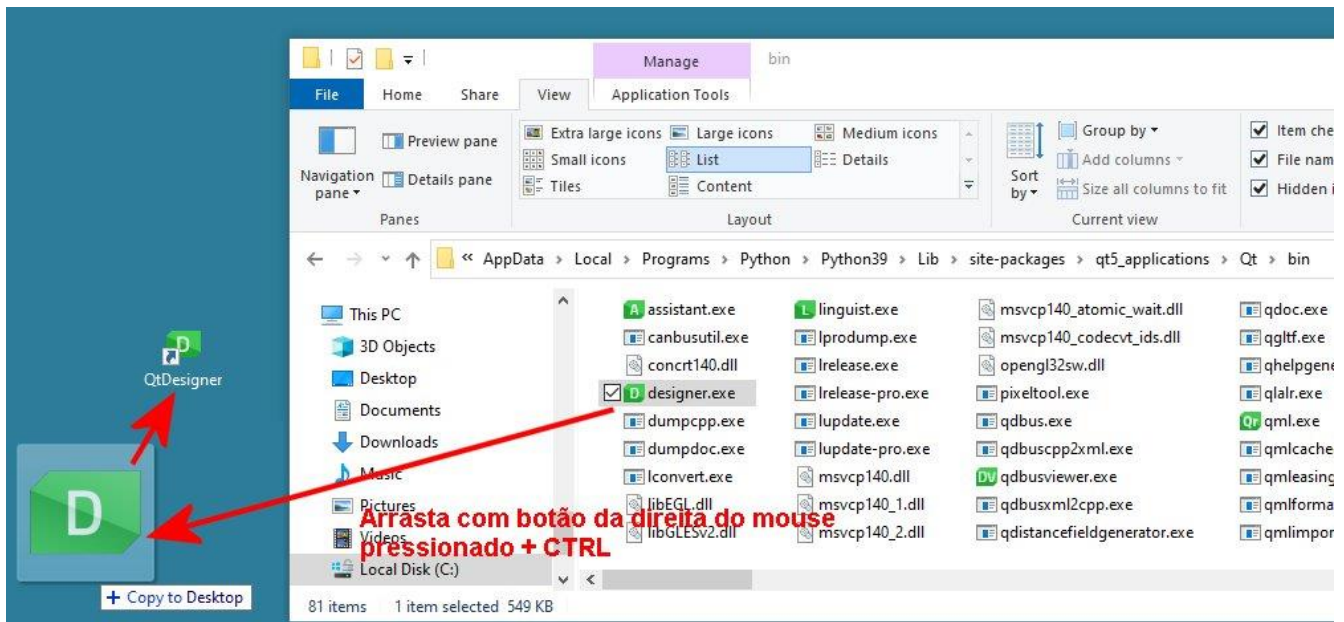 Manage
bin
File
Home
Share
View
Application Tools
Preview pane
Details pane
Navigation
pane
Panes
Extra large icons
Large icons
Medium icons
Small icons
List
Details
Tiles
Content
Layout
Sort
by
Group by
Add columns
Size all columns to fit
Current view
Item che
File nam
Hidden i
« AppData > Local > Programs > Python > Python39 > Lib > site-packages > qt5_applications > Qt > bin
This PC
3D Objects
Desktop
Documents
Downloads
Music
Pictures
Videos
Local Disk (C:)
assistant.exe
canbusutil.exe
concrt140.dll
designer.exe
dumpcpp.exe
dumpdoc.exe
lconvert.exe
libEGL.dll
libGLESv2.dll
linguist.exe
lprodump.exe
lrelease.exe
lrelease-pro.exe
lupdate.exe
lupdate-pro.exe
msvcp140.dll
msvcp140_1.dll
msvcp140_2.dll
msvcp140_atomic_wait.dll
msvcp140_codecvt_ids.dll
opengl32sw.dll
pixeltool.exe
qdbus.exe
qdbuscpp2xml.exe
qdbusviewer.exe
qdbusxml2cpp.exe
qdistancefieldgenerator.exe
qdoc.exe
qgltf.exe
qhelpgene
qlalr.exe
qml.exe
qmlcache
qmleasing
qmlforma
qmlimpor
QtDesigner
D
Arrasta com botão da direita do mouse
pressionado + CTRL
+ Copy to Desktop
81 items
1 item selected 549 KB